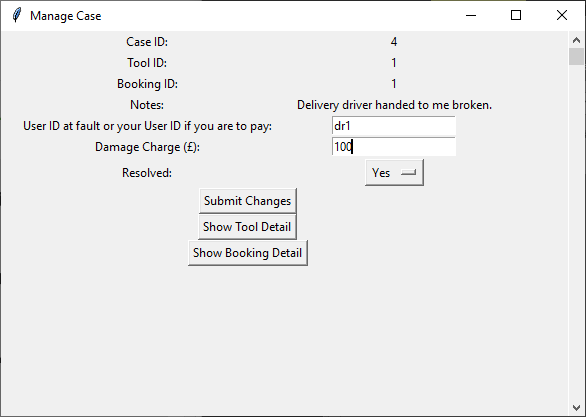 Manage Case
Case ID: 4
Tool ID: 1
Booking ID: 1
Notes: Delivery driver handed to me broken.
User ID at fault or your User ID if you are to pay: dr1
Damage Charge (£): 100
Resolved: Yes
Submit Changes
Show Tool Detail
Show Booking Detail